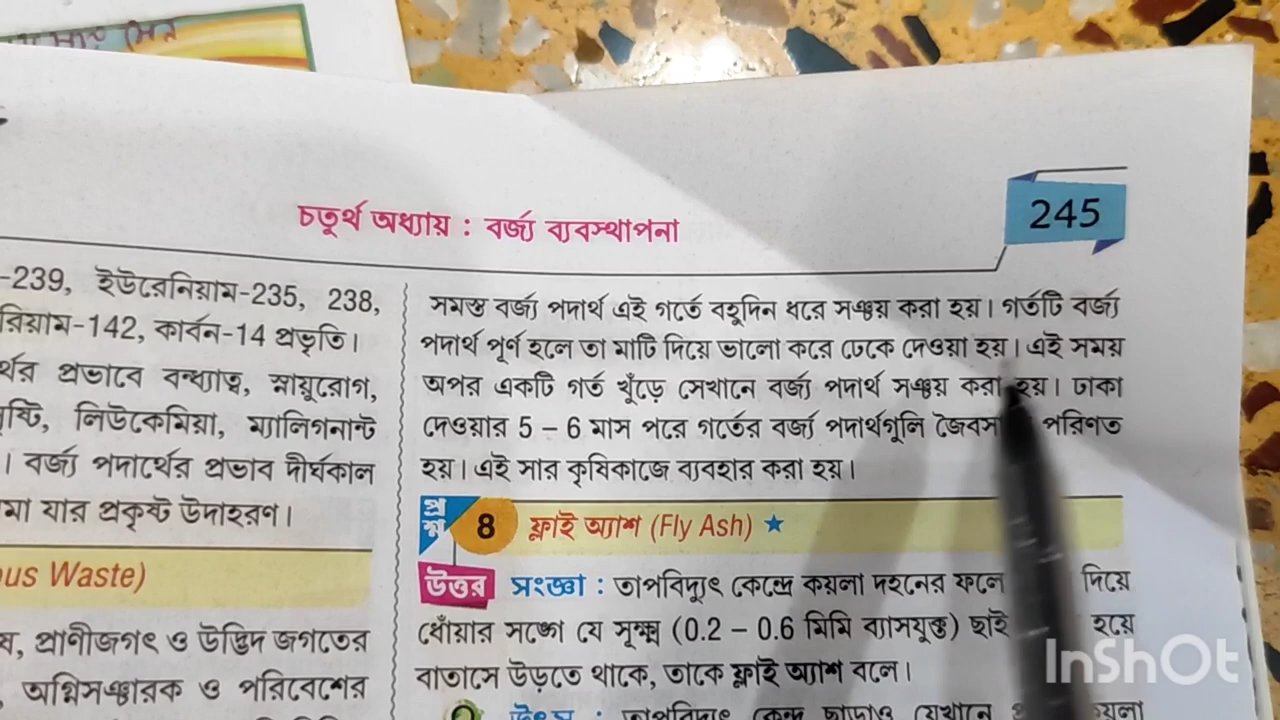 চতুর্থ অধ্যায় : বর্জ্য ব্যবস্থাপনা
245
-239, ইউরেনিয়াম-235, 238,
রিয়াম-142, কার্বন-14 প্রভৃতি।
র্থের প্রভাবে বন্ধ্যাত্ব, স্নায়ুরোগ,
ষ্টি, লিউকেমিয়া, ম্যালিগনান্ট
। বর্জ্য পদার্থের প্রভাব দীর্ঘকাল
মা যার প্রকৃষ্ট উদাহরণ।
ous Waste)
ষ, প্রাণীজগৎ ও উদ্ভিদ জগতের
, অগ্নিসঞ্চারক ও পরিবেশের
সমস্ত বর্জ্য পদার্থ এই গর্তে বহুদিন ধরে সঞ্চয় করা হয়। গর্তটি বর্জ্য
পদার্থ পূর্ণ হলে তা মাটি দিয়ে ভালো করে ঢেকে দেওয়া হয়। এই সময়
অপর একটি গর্ত খুঁড়ে সেখানে বর্জ্য পদার্থ সঞ্চয় করা হয়। ঢাকা
দেওয়ার 5 – 6 মাস পরে গর্তের বর্জ্য পদার্থগুলি পরিণত
হয়। এই সার কৃষিকাজে ব্যবহার করা হয়।
প্রশ্ন 8 ফ্লাই অ্যাশ (Fly Ash) ★
উত্তর সংজ্ঞা : তাপবিদ্যুৎ কেন্দ্রে কয়লা দহনের ফলে দিয়ে
ধোঁয়ার সঙ্গে যে সূক্ষ্ম (0.2 – 0.6 মিমি ব্যাসযুক্ত) ছাই হয়ে
বাতাসে উড়তে থাকে, তাকে ফ্লাই অ্যাশ বলে।
উৎস : তাপবিদ্যুৎ কেন্দ্র ছাড়াও যেখানে
InShOt